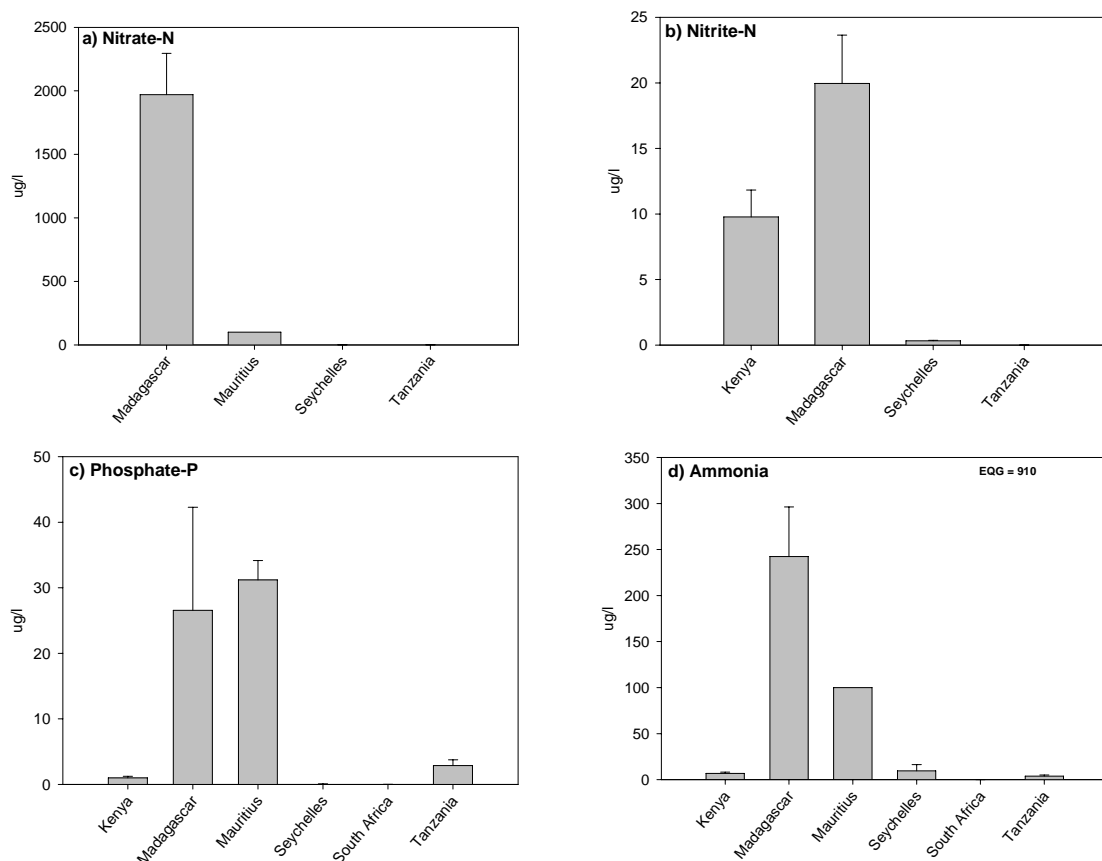 a) Nitrate-N
2500
2000
1500
1000
500
0
ug/l
Madagascar
Mauritius
Seychelles
Tanzania
b) Nitrite-N
25
20
15
10
5
0
ug/l
Kenya
Madagascar
Seychelles
Tanzania
c) Phosphate-P
50
40
30
20
10
0
ug/l
Kenya
Madagascar
Mauritius
Seychelles
South Africa
Tanzania
d) Ammonia
EQG = 910
350
300
250
200
150
100
50
0
ug/l
Kenya
Madagascar
Mauritius
Seychelles
South Africa
Tanzania